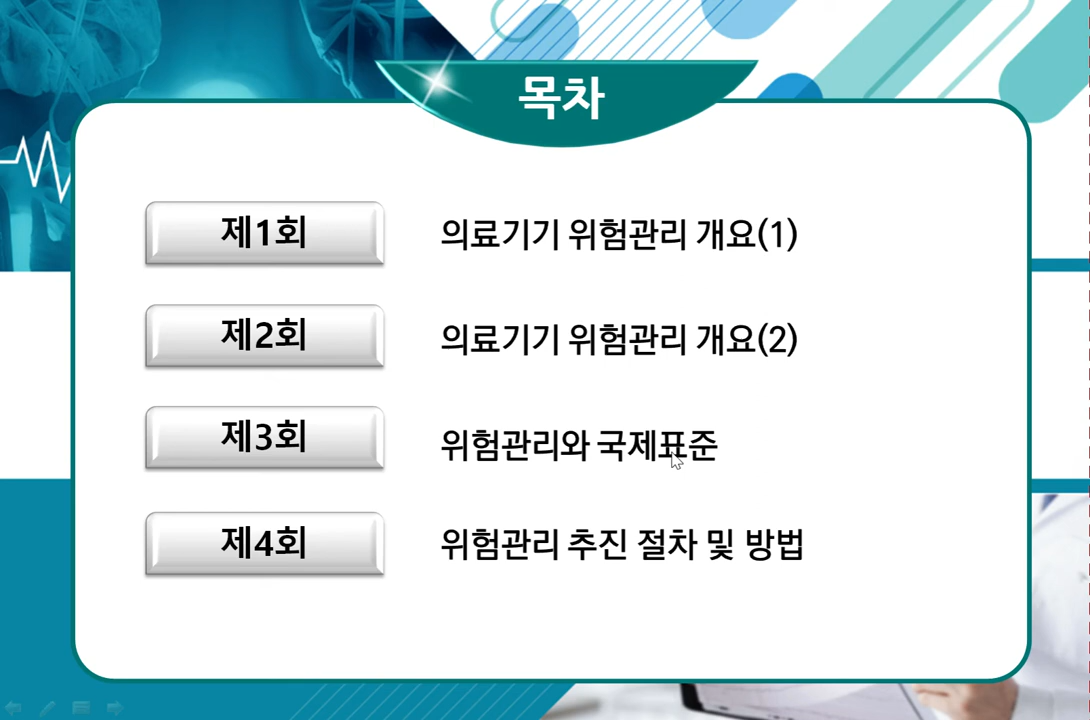 목차
제1회 의료기기 위험관리 개요(1)
제2회 의료기기 위험관리 개요(2)
제3회 위험관리와 국제표준
제4회 위험관리 추진 절차 및 방법